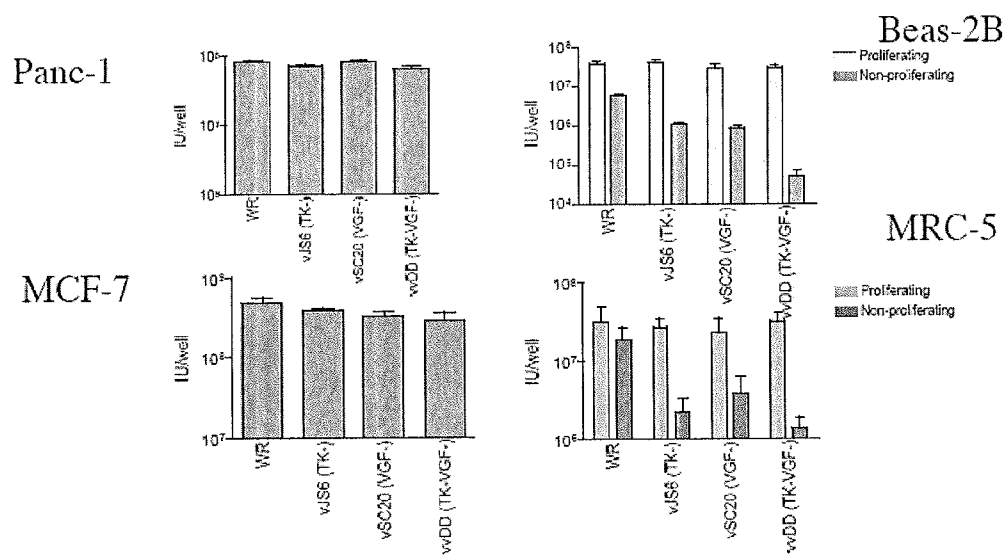 Panc-1
10⁸
10⁷
10⁶
IU/well
WR
vJS6 (TK-)
vSC20 (VGF-)
vvDD (TK-VGF-)
Beas-2B
Proliferating
Non-proliferating
10⁸
10⁷
10⁶
10⁵
10⁴
IU/well
WR
vJS6 (TK-)
vSC20 (VGF-)
vvDD (TK-VGF-)
MCF-7
10⁹
10⁸
10⁷
IU/well
WR
vJS6 (TK-)
vSC20 (VGF-)
vvDD (TK-VGF-)
MRC-5
Proliferating
Non-proliferating
10⁸
10⁷
10⁶
IU/well
WR
vJS6 (TK-)
vSC20 (VGF-)
vvDD (TK-VGF-)